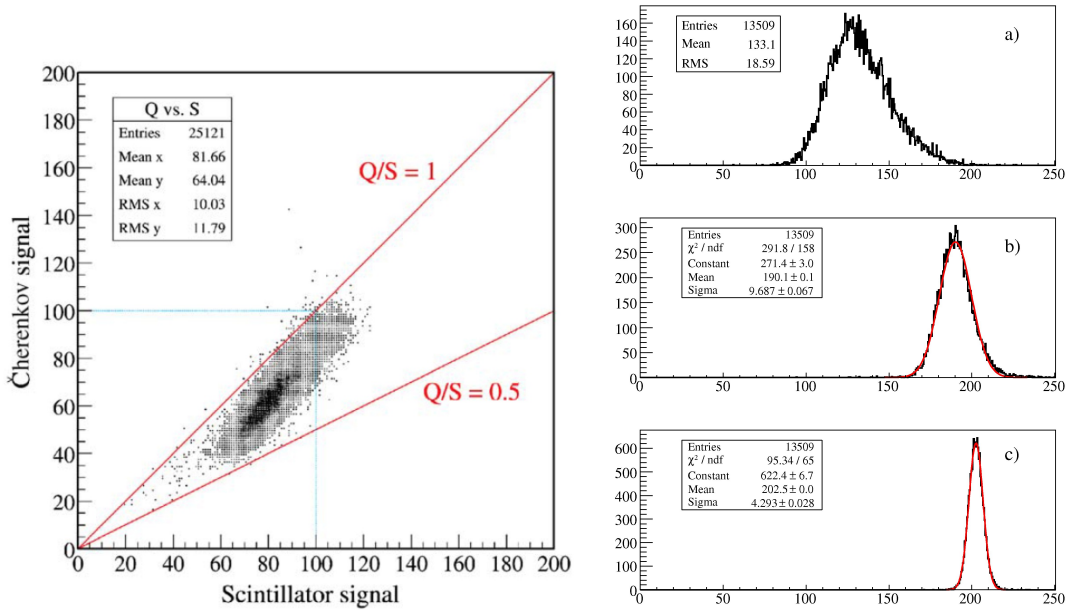 Q vs. S
Entries 25121
Mean x 81.66
Mean y 64.04
RMS x 10.03
RMS y 11.79
Q/S = 1
Q/S = 0.5
Čherenkov signal
200
180
160
140
120
100
80
60
40
20
0
0 20 40 60 80 100 120 140 160 180 200
Scintillator signal
a)
Entries 13509
Mean 133.1
RMS 18.59
160
140
120
100
80
60
40
20
0
0 50 100 150 200 250
b)
Entries 13509
χ² / ndf 291.8 / 158
Constant 271.4 ± 3.0
Mean 190.1 ± 0.1
Sigma 9.687 ± 0.067
300
250
200
150
100
50
0
0 50 100 150 200 250
c)
Entries 13509
χ² / ndf 95.34 / 65
Constant 622.4 ± 6.7
Mean 202.5 ± 0.0
Sigma 4.293 ± 0.028
600
500
400
300
200
100
0
0 50 100 150 200 250